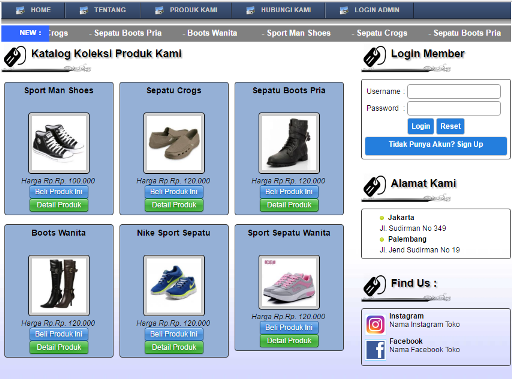 HOME TENTANG PRODUK KAMI HUBUNGI KAMI LOGIN ADMIN
NEW : Crogs - Sepatu Boots Pria - Boots Wanita - Sport Man Shoes - Sepatu Crogs - Sepatu Boots Pria
Katalog Koleksi Produk Kami
Sport Man Shoes
Harga Rp.Rp. 100.000
Beli Produk Ini
Detail Produk
Sepatu Crogs
Harga Rp.Rp. 120.000
Beli Produk Ini
Detail Produk
Sepatu Boots Pria
Harga Rp.Rp. 120.000
Beli Produk Ini
Detail Produk
Boots Wanita
Harga Rp.Rp. 120.000
Beli Produk Ini
Detail Produk
Nike Sport Sepatu
Harga Rp.Rp. 120.000
Beli Produk Ini
Detail Produk
Sport Sepatu Wanita
Harga Rp.Rp. 120.000
Beli Produk Ini
Detail Produk
Login Member
Username :
Password :
Login Reset
Tidak Punya Akun? Sign Up
Alamat Kami
Jakarta
Jl. Sudirman No 349
Palembang
Jl. Jend Sudirman No 19
Find Us :
Instagram
Nama Instagram Toko
Facebook
Nama Facebook Toko